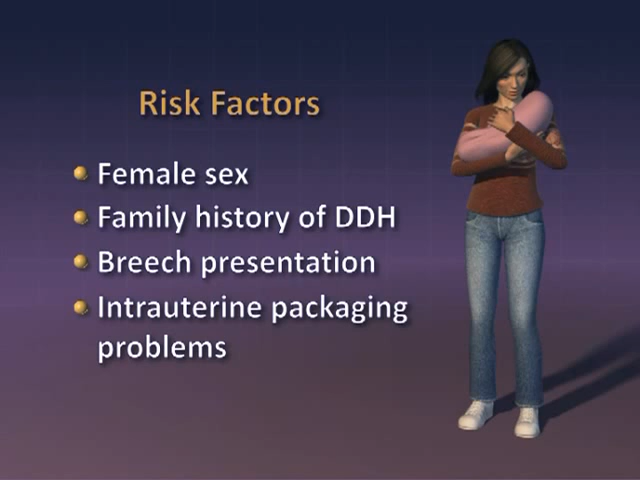 Risk Factors
Female sex
Family history of DDH
Breech presentation
Intrauterine packaging
problems